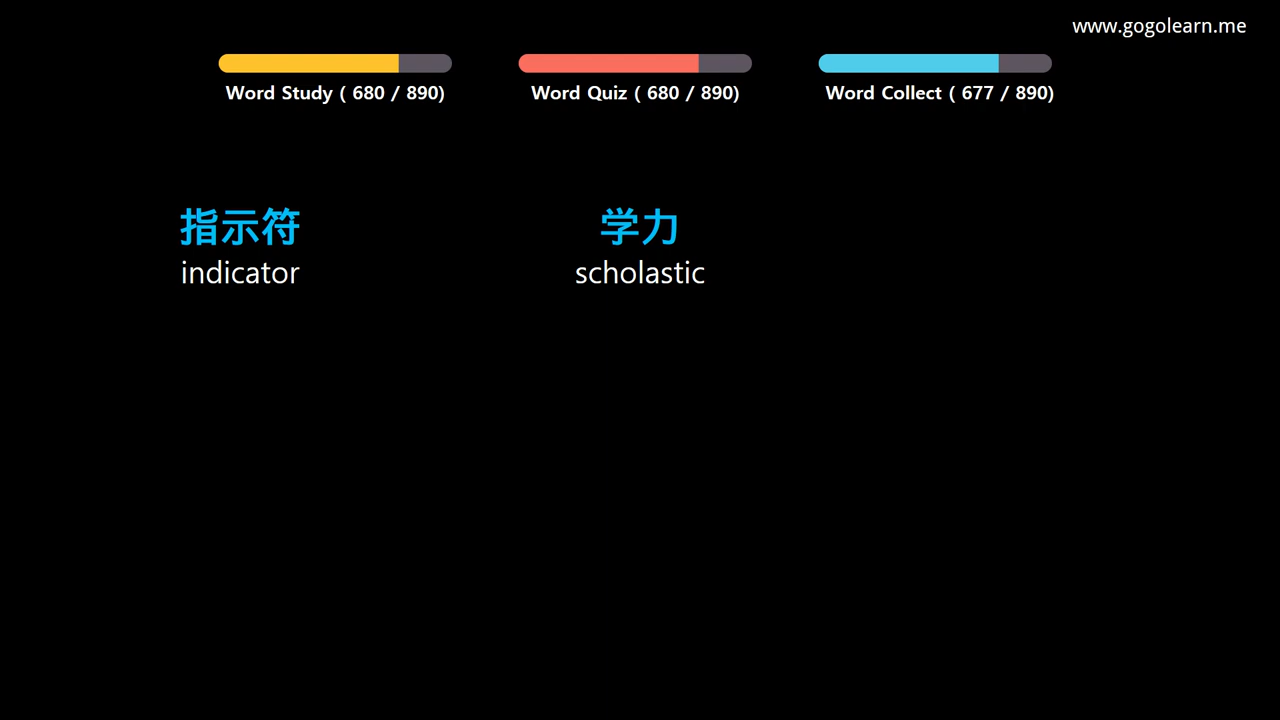 www.gogolearn.me
Word Study ( 680 / 890)
Word Quiz ( 680 / 890)
Word Collect ( 677 / 890)
指示符
indicator
学力
scholastic